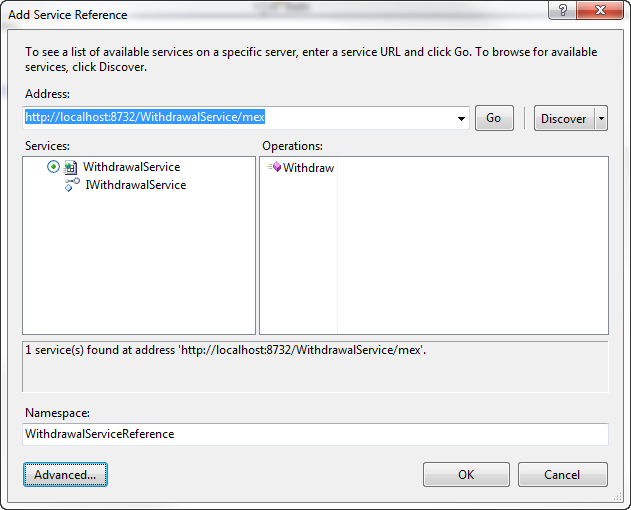 Add Service Reference
To see a list of available services on a specific server, enter a service URL and click Go. To browse for available
services, click Discover.
Address:
http://localhost:8732/WithdrawalService/mex
Go
Discover
Services:
Operations:
WithdrawalService
IWithdrawalService
Withdraw
1 service(s) found at address 'http://localhost:8732/WithdrawalService/mex'.
Namespace:
WithdrawalServiceReference
Advanced...
OK
Cancel